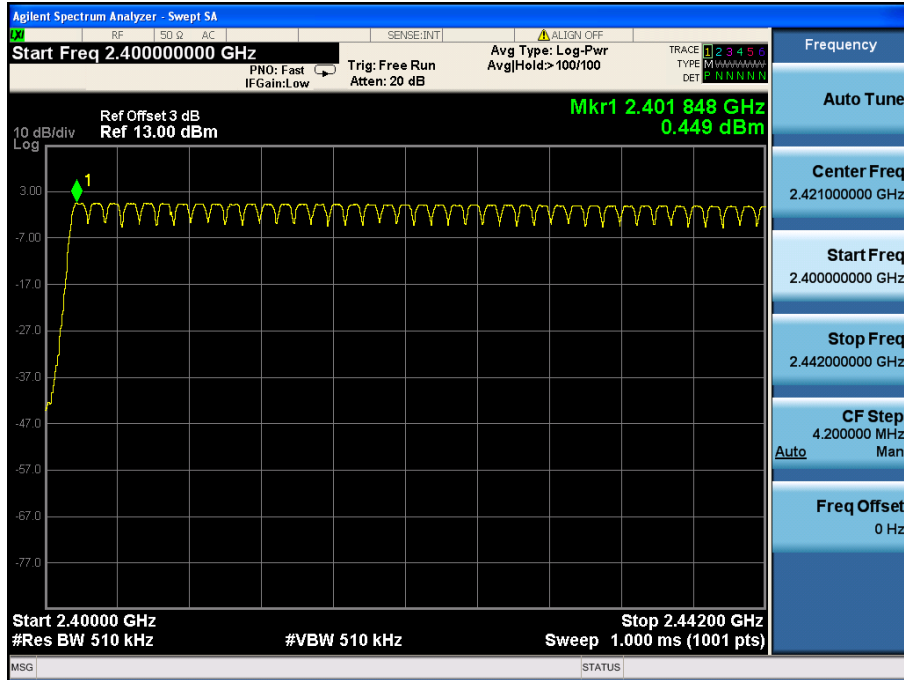 Agilent Spectrum Analyzer - Swept SA
LXI RF 50 Ω AC SENSE:INT ALIGN OFF
Start Freq 2.400000000 GHz
PNO: Fast
IFGain:Low
Trig: Free Run
Atten: 20 dB
Avg Type: Log-Pwr
Avg|Hold:>100/100
TRACE 1 2 3 4 5 6
TYPE M WWWWW
DET P N N N N N
Frequency
Auto Tune
Center Freq
2.421000000 GHz
Start Freq
2.400000000 GHz
Stop Freq
2.442000000 GHz
CF Step
4.200000 MHz
Auto Man
Freq Offset
0 Hz
Mkr1 2.401 848 GHz
0.449 dBm
Ref Offset 3 dB
10 dB/div Ref 13.00 dBm
Log
1
3.00
-7.00
-17.0
-27.0
-37.0
-47.0
-57.0
-67.0
-77.0
Start 2.40000 GHz Stop 2.44200 GHz
#Res BW 510 kHz #VBW 510 kHz Sweep 1.000 ms (1001 pts)
MSG STATUS